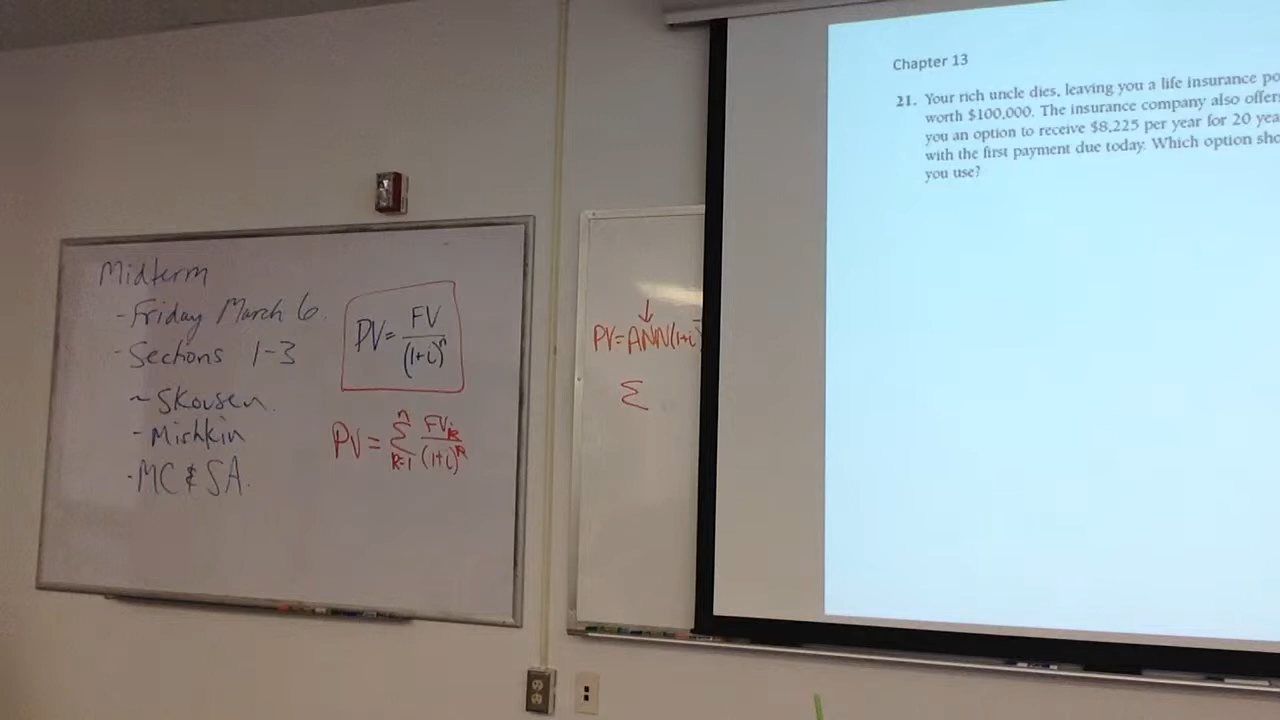 Midterm
- Friday March 6.
- Sections 1-3
~ Skousen.
- Mishkin
- MC & SA.
PV = FV / (1+i)^n
PV = Σ_{k=1}^{n} FV_k / (1+i)^k
PV=ANN(1+i)
Σ
Chapter 13
21. Your rich uncle dies, leaving you a life insurance po
worth $100,000. The insurance company also offer
you an option to receive $8,225 per year for 20 yea
with the first payment due today. Which option sho
you use?